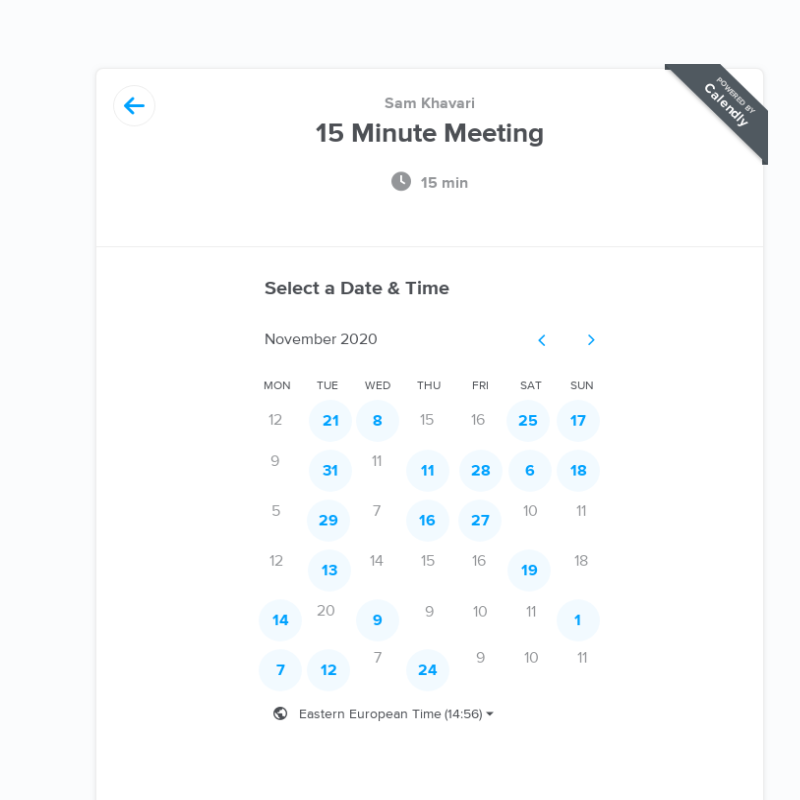 POWERED BY
Calendly
Sam Khavari
15 Minute Meeting
15 min
Select a Date & Time
November 2020
MON TUE WED THU FRI SAT SUN
12 21 8 15 16 25 17
9 31 11 11 28 6 18
5 29 7 16 27 10 11
12 13 14 15 16 19 18
14 20 9 9 10 11 1
7 12 7 24 9 10 11
Eastern European Time (14:56)